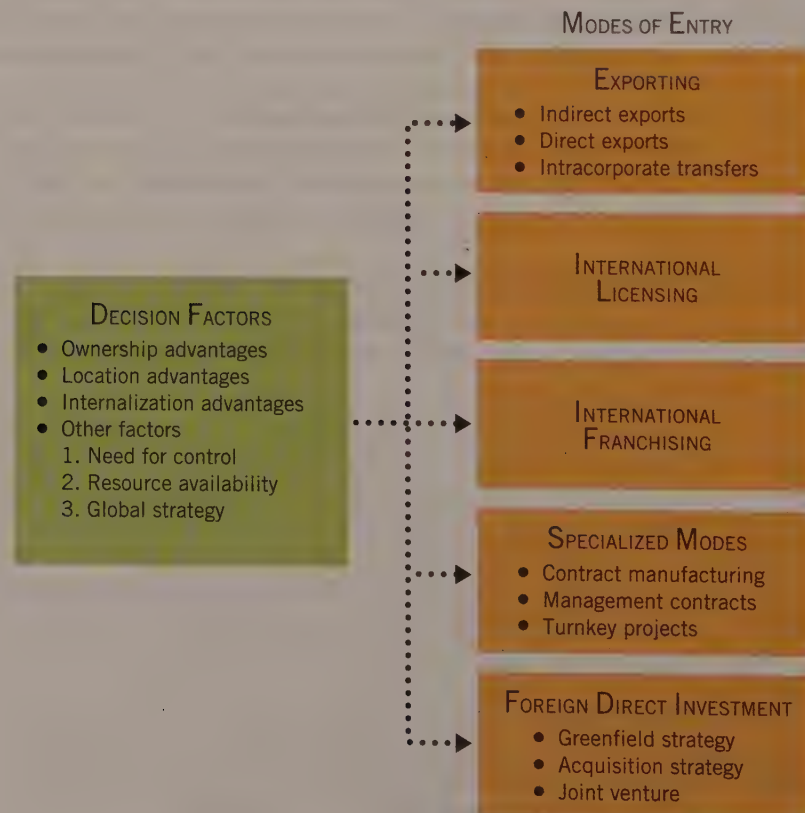 MODES OF ENTRY
EXPORTING
• Indirect exports
• Direct exports
• Intracorporate transfers
INTERNATIONAL
LICENSING
DECISION FACTORS
• Ownership advantages
• Location advantages
• Internalization advantages
• Other factors
1. Need for control
2. Resource availability
3. Global strategy
INTERNATIONAL
FRANCHISING
SPECIALIZED MODES
• Contract manufacturing
• Management contracts
• Turnkey projects
FOREIGN DIRECT INVESTMENT
• Greenfield strategy
• Acquisition strategy
• Joint venture